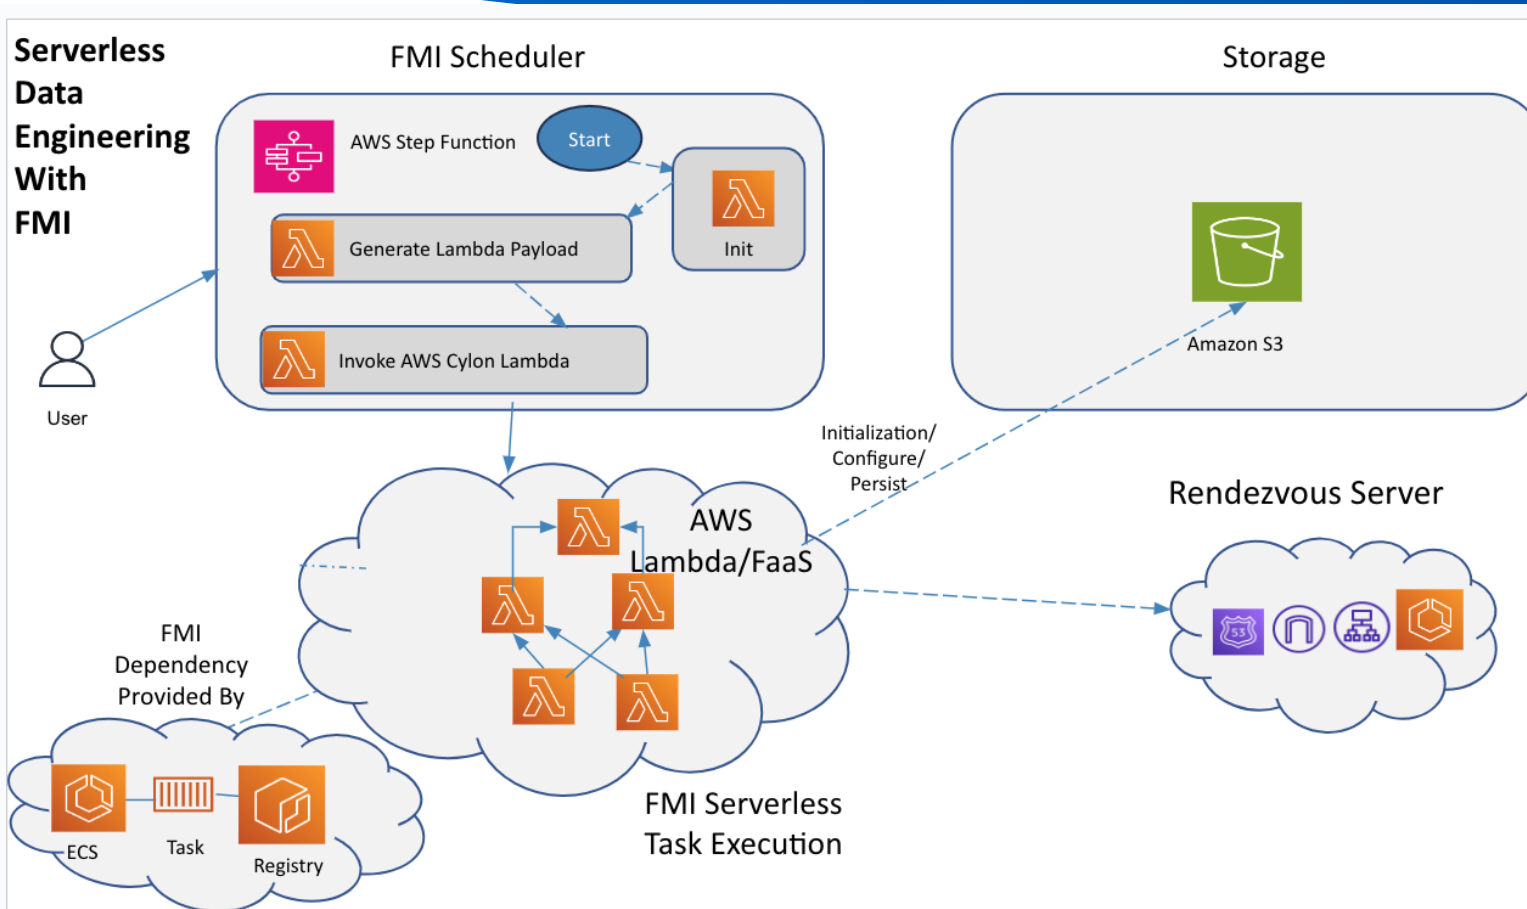 Serverless
Data
Engineering
With
FMI
FMI Scheduler
Storage
AWS Step Function
Start
Init
Generate Lambda Payload
Invoke AWS Cylon Lambda
User
Amazon S3
Initialization/
Configure/
Persist
AWS
Lambda/FaaS
Rendezvous Server
53
FMI
Dependency
Provided By
ECS
Task
Registry
FMI Serverless
Task Execution